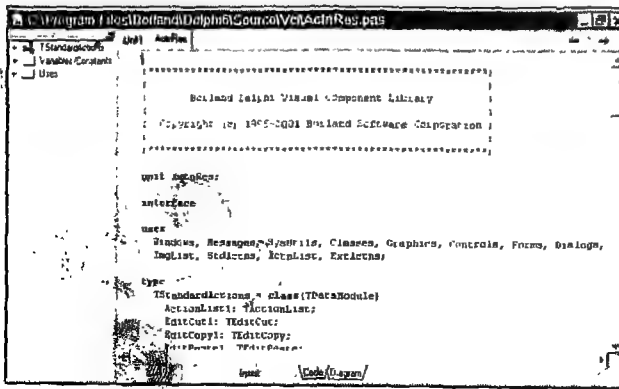 C:\Program Files\Borland\Delphi6\Source\Vcl\ActnRes.pas
TStandardActions
Variables/Constants
Uses
Unit1 ActnRes
{*******************************************************}
Borland Delphi Visual Component Library
Copyright (c) 1995-2001 Borland Software Corporation
{*******************************************************}
unit ActnRes;
interface
uses
Windows, Messages, SysUtils, Classes, Graphics, Controls, Forms, Dialogs,
ImgList, StdActns, ActnList, ExtActns;
type
TStandardActions = class(TDataModule)
ActionList1: TActionList;
EditCut1: TEditCut;
EditCopy1: TEditCopy;
EditPaste1: TEditPaste;
Insert Code/Diagram/